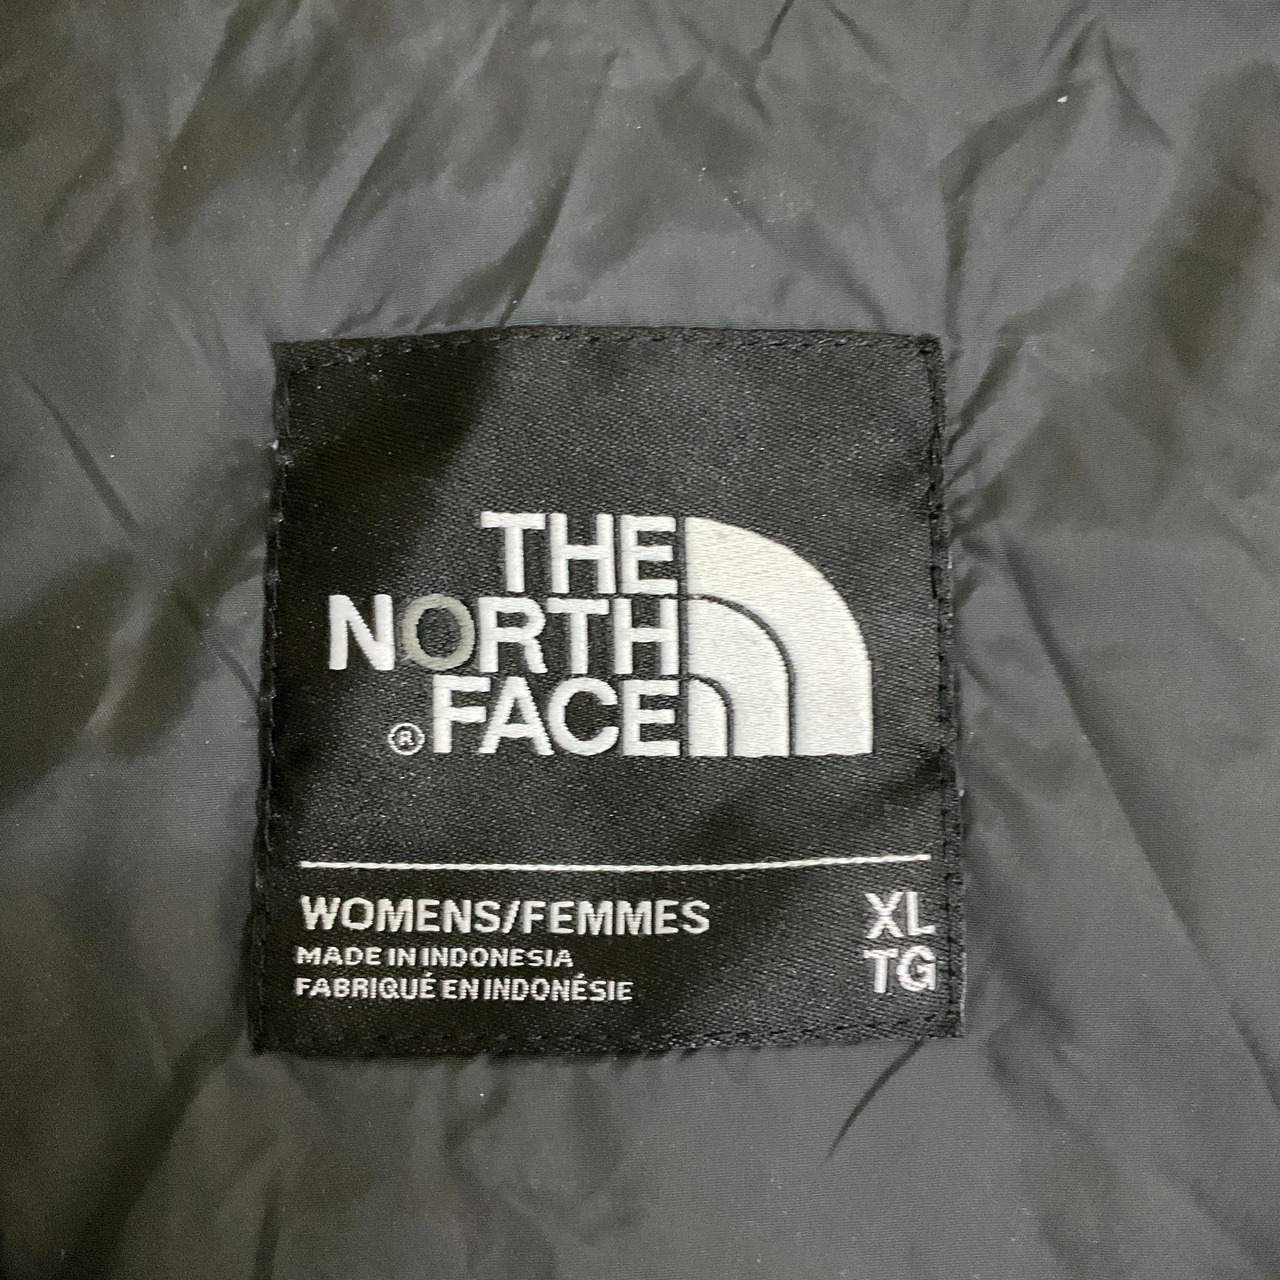 THE
NORTH
® FACE
WOMENS/FEMMES XL
MADE IN INDONESIA TG
FABRIQUÉ EN INDONÉSIE